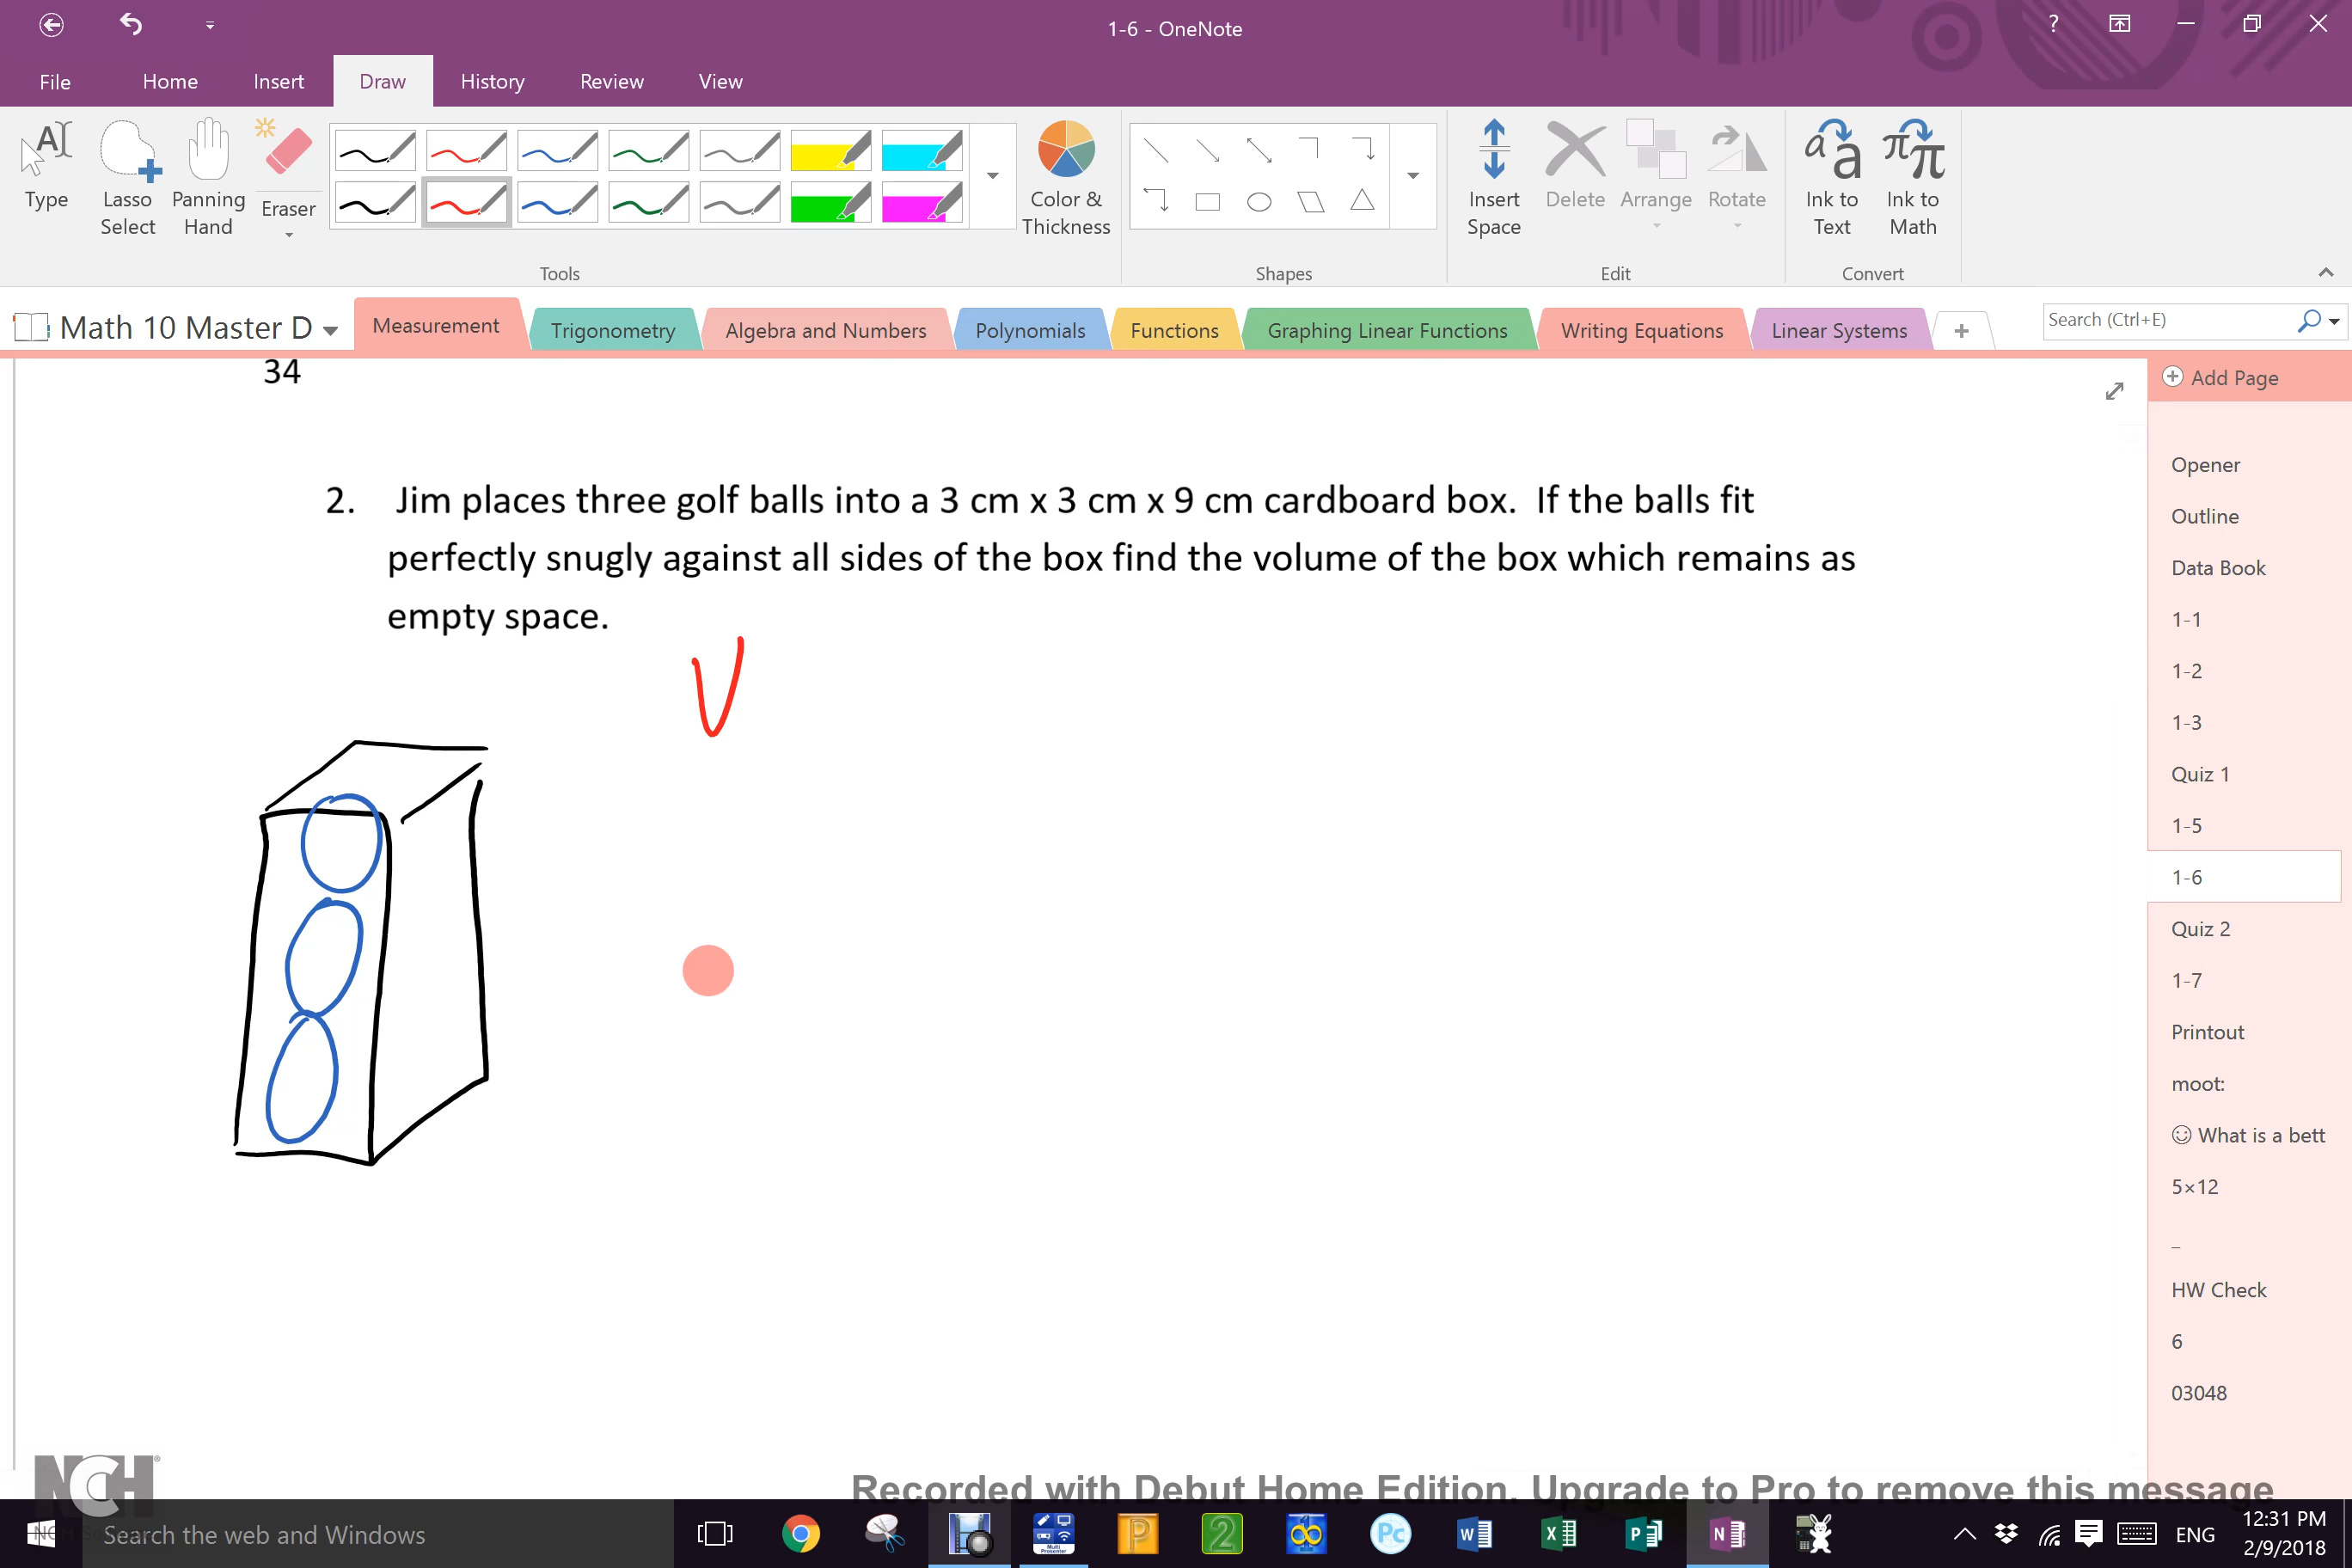 1-6 - OneNote
?
File
Home
Insert
Draw
History
Review
View
Type
Lasso Select
Panning Hand
Eraser
Color & Thickness
Insert Space
Delete
Arrange
Rotate
Ink to Text
Ink to Math
Tools
Shapes
Edit
Convert
Math 10 Master D
Measurement
Trigonometry
Algebra and Numbers
Polynomials
Functions
Graphing Linear Functions
Writing Equations
Linear Systems
+
Search (Ctrl+E)
34
2. Jim places three golf balls into a 3 cm x 3 cm x 9 cm cardboard box. If the balls fit
perfectly snugly against all sides of the box find the volume of the box which remains as
empty space.
V
Add Page
Opener
Outline
Data Book
1-1
1-2
1-3
Quiz 1
1-5
1-6
Quiz 2
1-7
Printout
moot:
☺ What is a bett
5×12
_
HW Check
6
03048
NCH
Recorded with Debut Home Edition. Upgrade to Pro to remove this message
Search the web and Windows
ENG
12:31 PM
2/9/2018